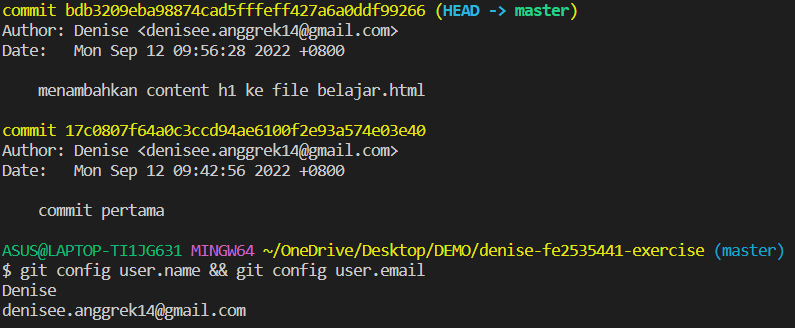 commit bdb3209eba98874cad5fffeff427a6a0ddf99266 (HEAD -> master)
Author: Denise <denisee.anggrek14@gmail.com>
Date:   Mon Sep 12 09:56:28 2022 +0800
menambahkan content h1 ke file belajar.html
commit 17c0807f64a0c3ccd94ae6100f2e93a574e03e40
Author: Denise <denisee.anggrek14@gmail.com>
Date:   Mon Sep 12 09:42:56 2022 +0800
commit pertama
ASUS@LAPTOP-TI1JG631 MINGW64 ~/OneDrive/Desktop/DEMO/denise-fe2535441-exercise (master)
$ git config user.name && git config user.email
Denise
denisee.anggrek14@gmail.com